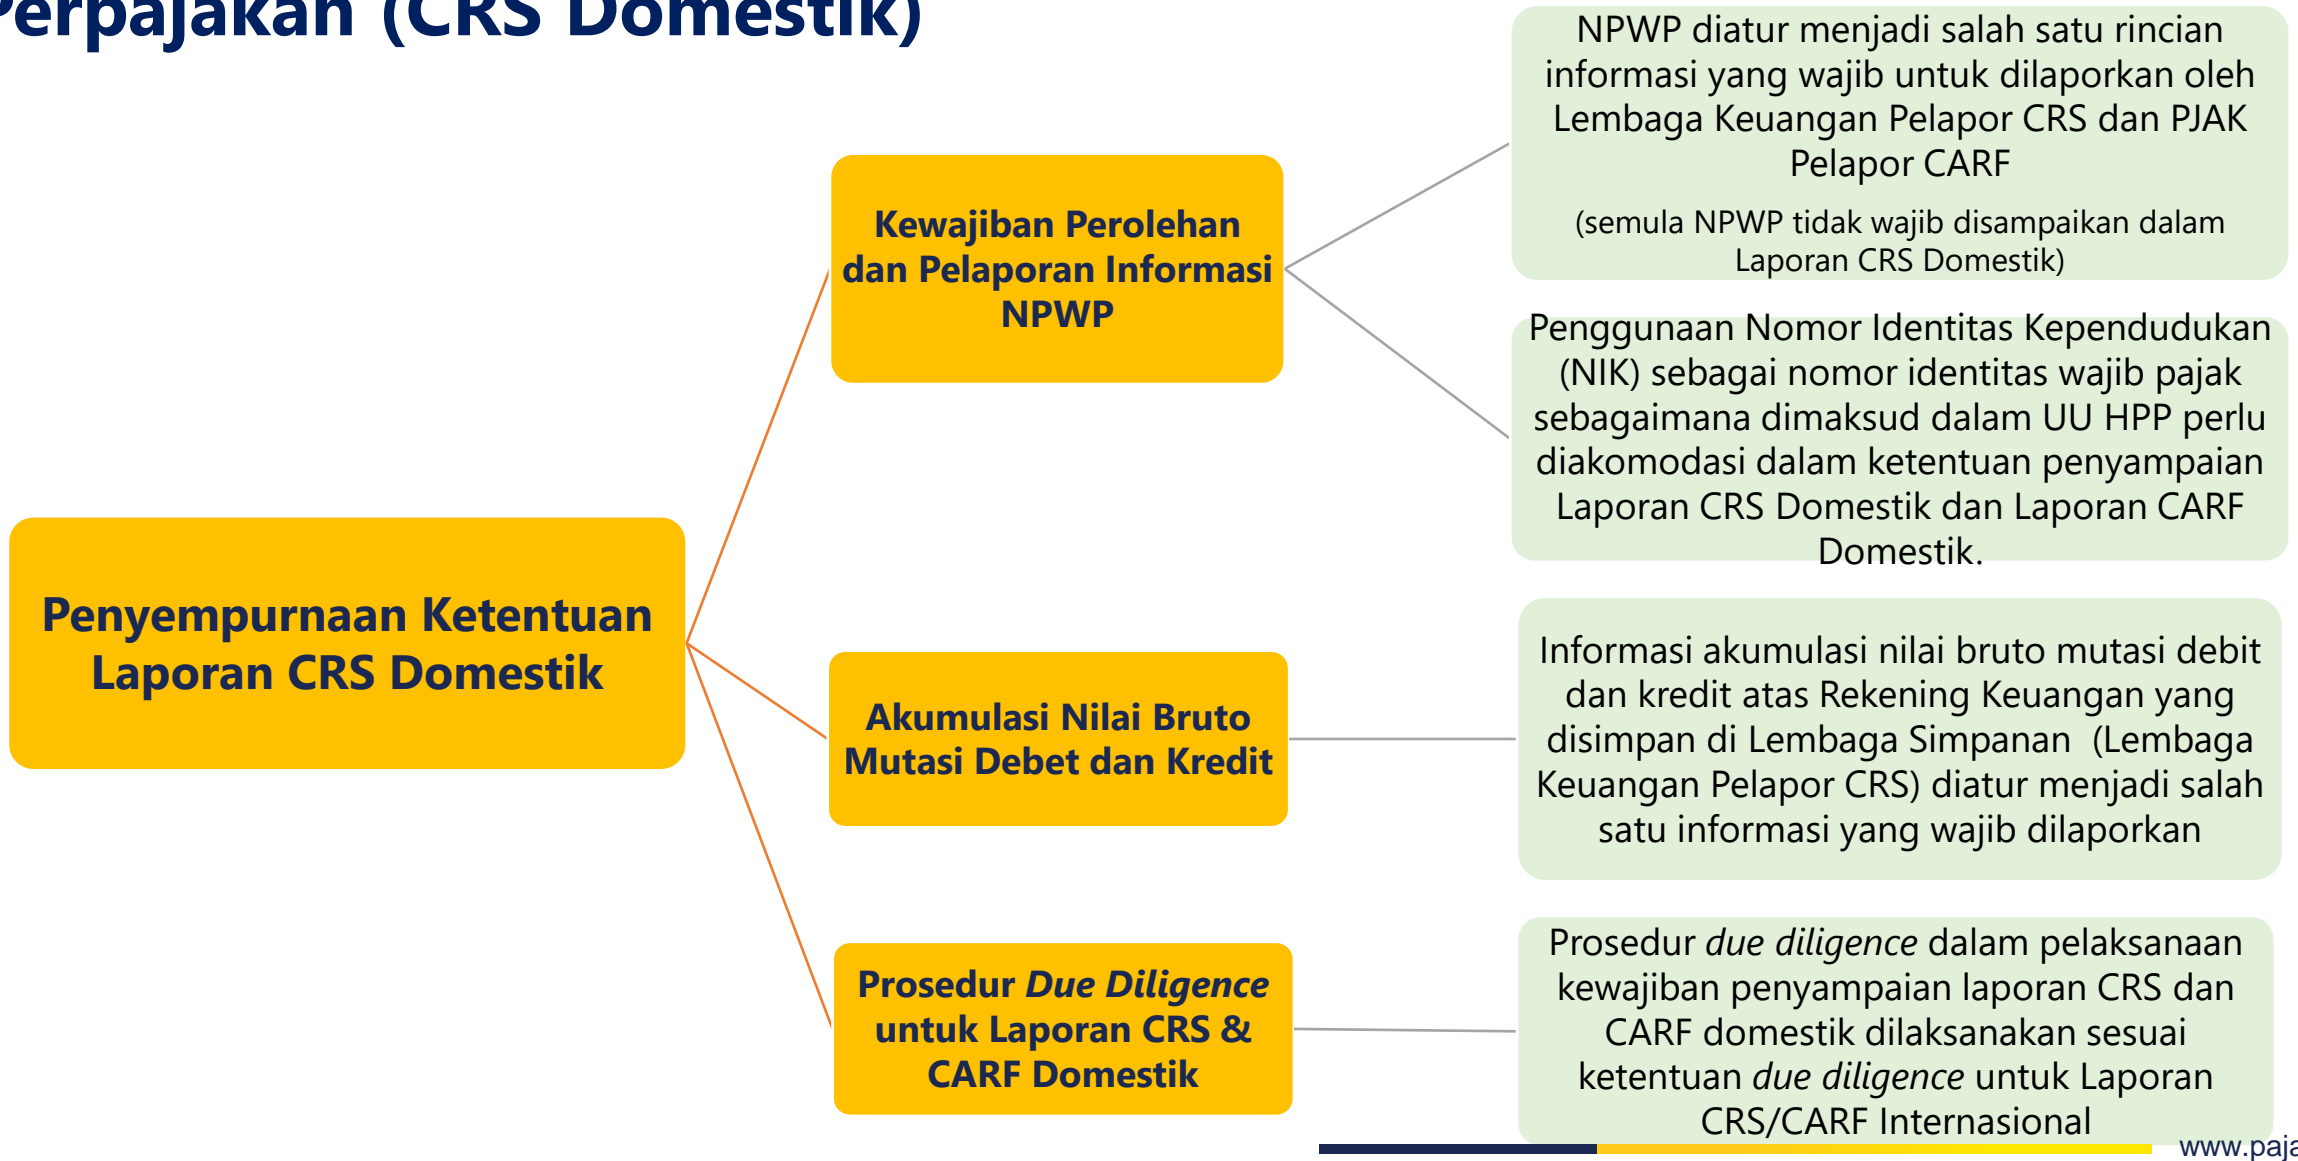 Perpajakan (CRS Domestik)
Penyempurnaan Ketentuan
Laporan CRS Domestik
Kewajiban Perolehan
dan Pelaporan Informasi
NPWP
NPWP diatur menjadi salah satu rincian
informasi yang wajib untuk dilaporkan oleh
Lembaga Keuangan Pelapor CRS dan PJAK
Pelapor CARF
(semula NPWP tidak wajib disampaikan dalam
Laporan CRS Domestik)
Penggunaan Nomor Identitas Kependudukan
(NIK) sebagai nomor identitas wajib pajak
sebagaimana dimaksud dalam UU HPP perlu
diakomodasi dalam ketentuan penyampaian
Laporan CRS Domestik dan Laporan CARF
Domestik.
Akumulasi Nilai Bruto
Mutasi Debet dan Kredit
Informasi akumulasi nilai bruto mutasi debit
dan kredit atas Rekening Keuangan yang
disimpan di Lembaga Simpanan (Lembaga
Keuangan Pelapor CRS) diatur menjadi salah
satu informasi yang wajib dilaporkan
Prosedur Due Diligence
untuk Laporan CRS &
CARF Domestik
Prosedur due diligence dalam pelaksanaan
kewajiban penyampaian laporan CRS dan
CARF domestik dilaksanakan sesuai
ketentuan due diligence untuk Laporan
CRS/CARF Internasional
www.paja